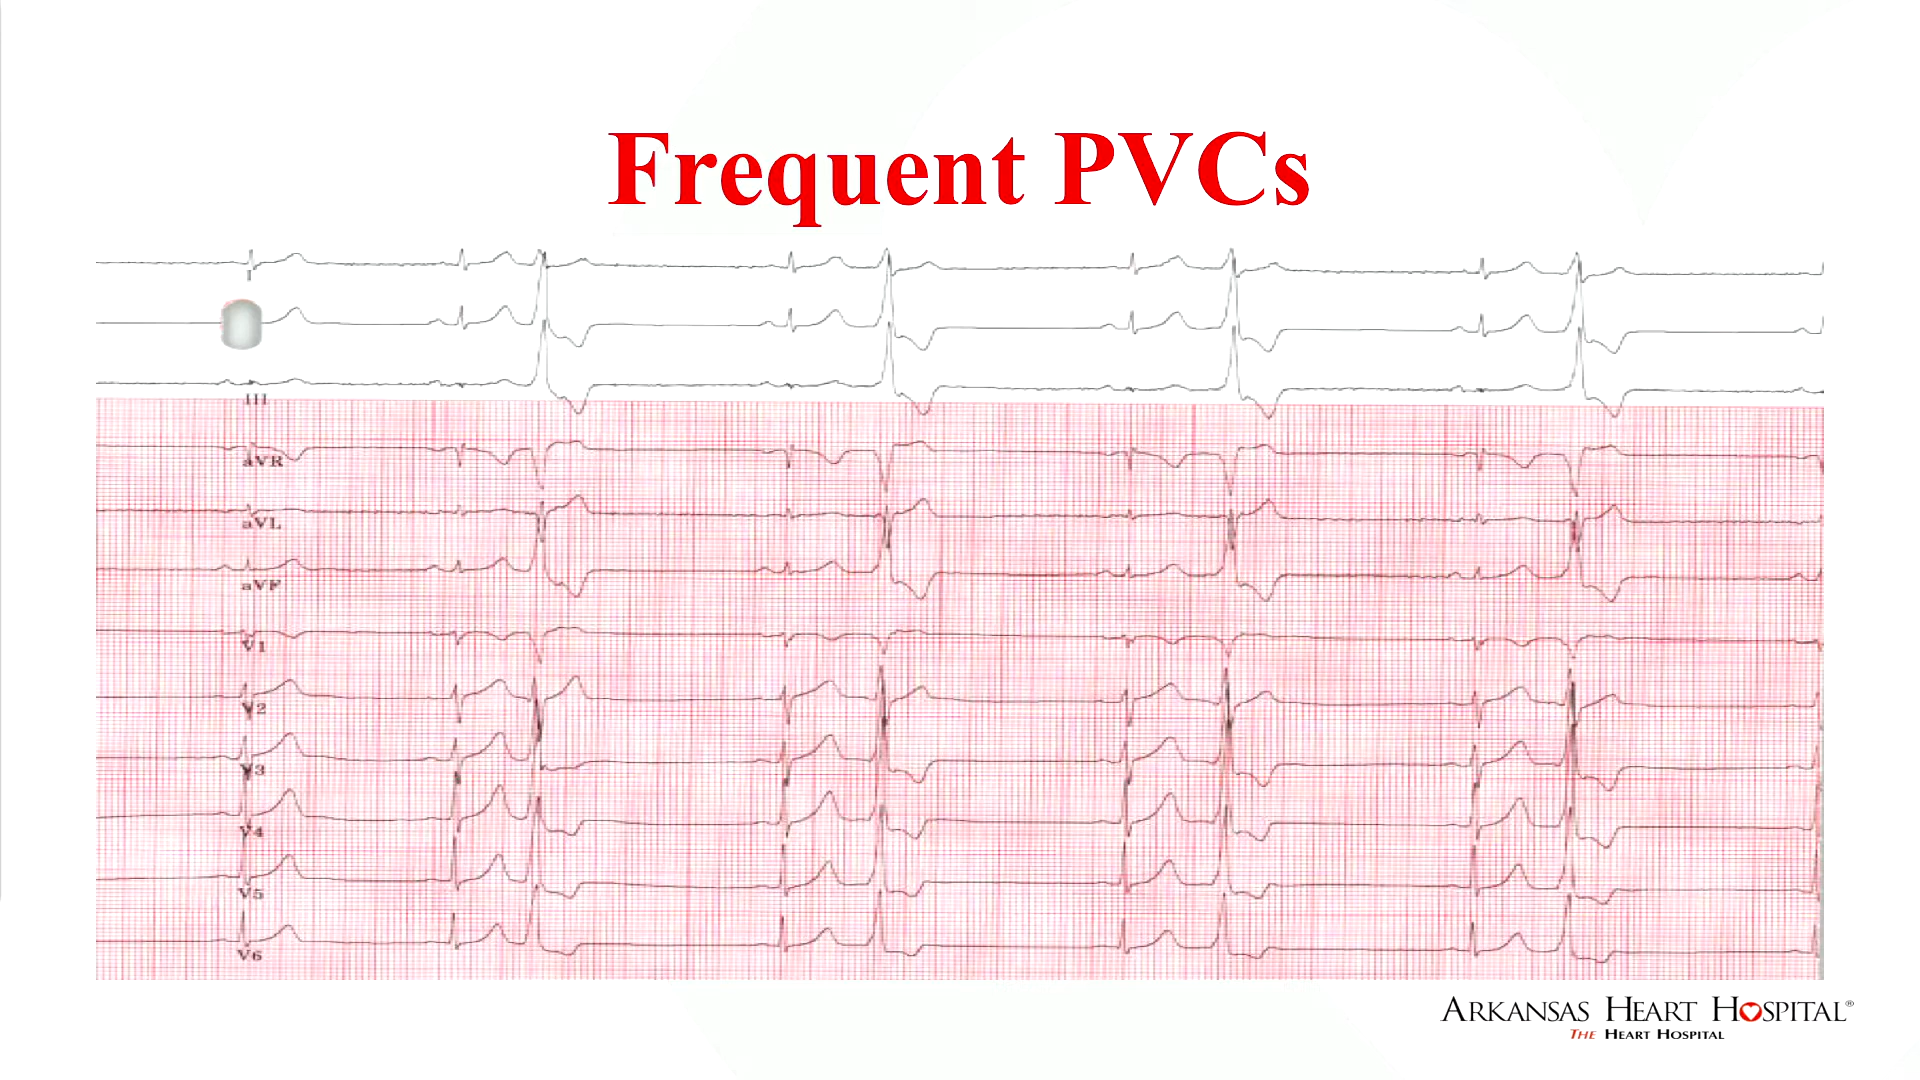 Frequent PVCs
I
III
aVR
aVL
aVF
V1
V2
V3
V4
V5
V6
ARKANSAS HEART HOSPITAL®
THE HEART HOSPITAL